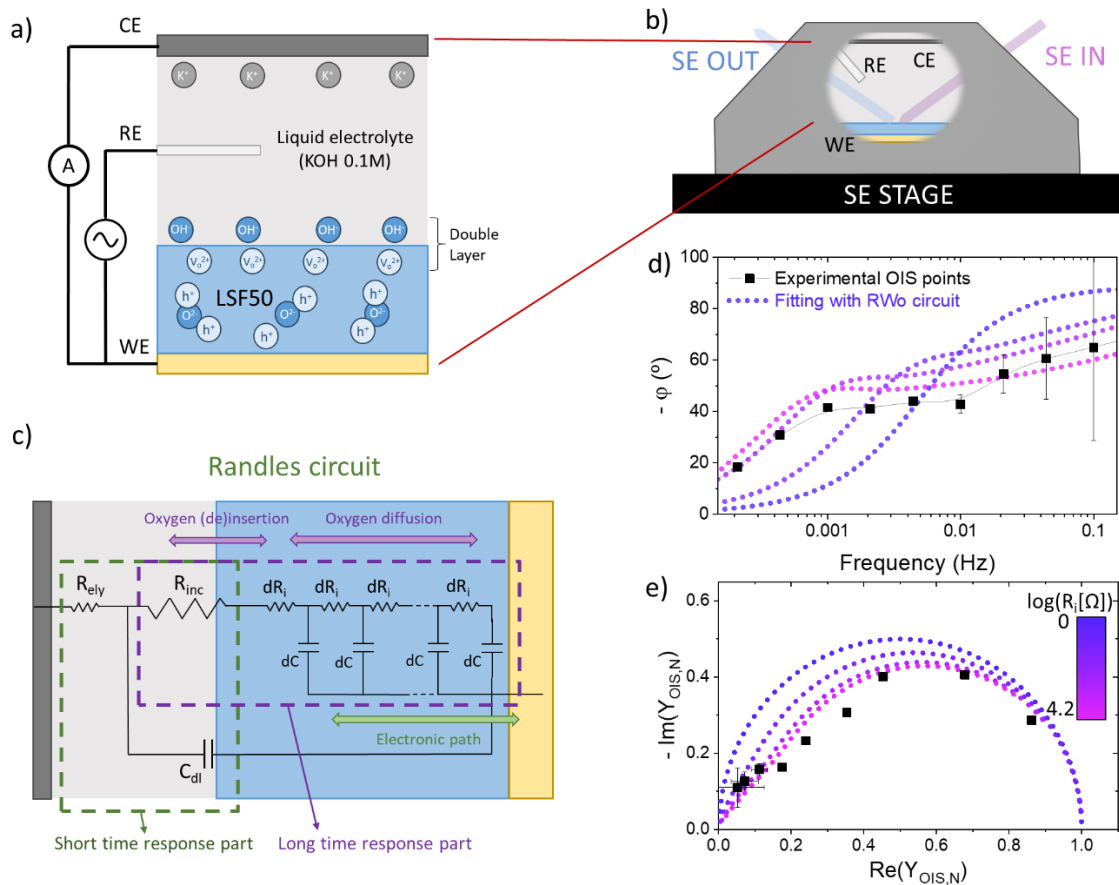 a)
CE
K+ K+ K+ K+
RE
Liquid electrolyte
(KOH 0.1M)
A
OH- OH- OH- OH-
Double
Layer
Vo2+ Vo2+ Vo2+ Vo2+
LSF50
h+ h+ h+
O2- O2- O2-
h+ h+ h+
WE
b)
SE OUT
SE IN
RE
CE
WE
SE STAGE
c)
Randles circuit
Oxygen (de)insertion
Oxygen diffusion
Rely
Rinc
dRi dRi dRi dRi
dC dC dC dC
Electronic path
Cdl
Short time response part
Long time response part
d)
Experimental OIS points
Fitting with RWo circuit
- φ (º)
100
80
60
40
20
0
0.001 0.01 0.1
Frequency (Hz)
e)
- Im(YOIS,N)
0.6
0.4
0.2
0.0
log(Ri[Ω])
0
4.2
0.0 0.2 0.4 0.6 0.8 1.0
Re(YOIS,N)